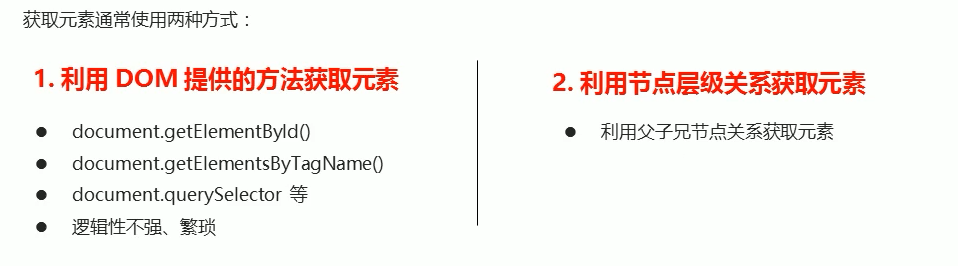 获取元素通常使用两种方式：
1. 利用 DOM 提供的方法获取元素
● document.getElementById()
● document.getElementsByTagName()
● document.querySelector 等
● 逻辑性不强、繁琐
2. 利用节点层级关系获取元素
● 利用父子兄节点关系获取元素